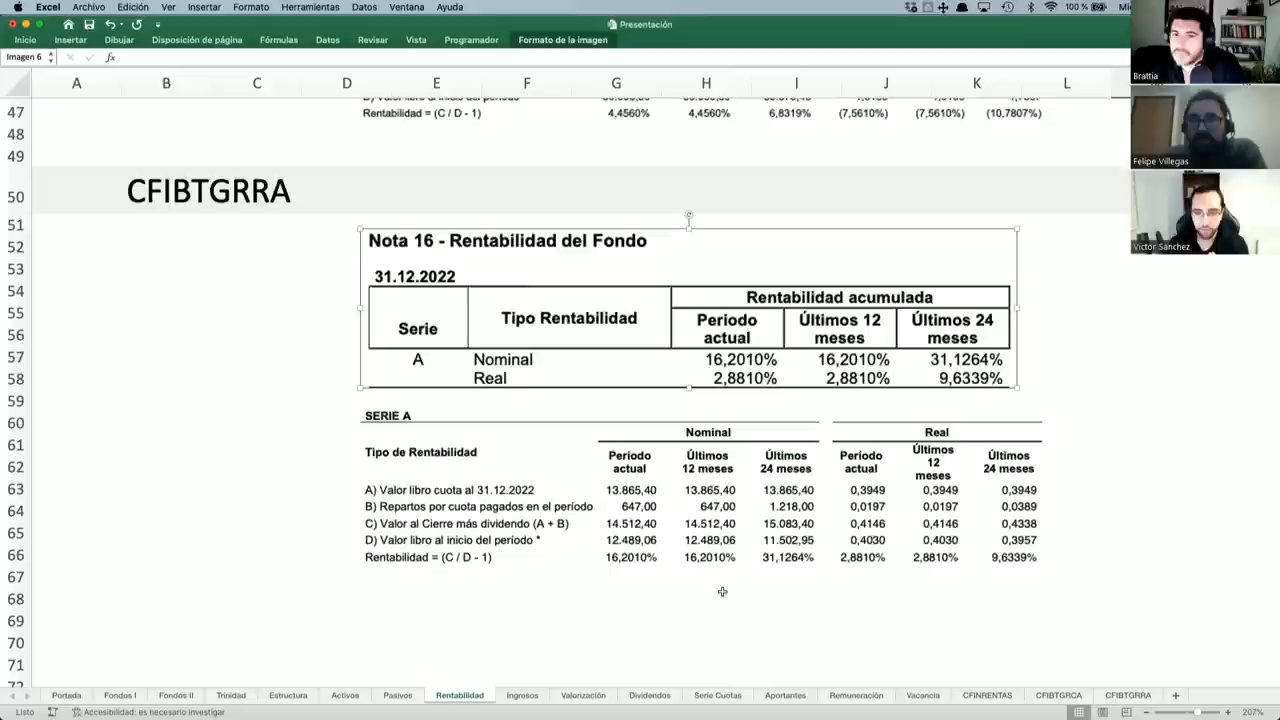 Excel Archivo Edición Ver Insertar Formato Herramientas Datos Ventana Ayuda 100 %
Presentación
Inicio Insertar Dibujar Disposición de página Fórmulas Datos Revisar Vista Programador Formato de la imagen
Imagen 6 fx
A B C D E F G H I J K L
47 Rentabilidad = (C / D - 1) 4,4560% 4,4560% 6,8319% (7,5610%) (7,5610%) (10,7807%)
48
49
50 CFIBTGRRA
51
52 Nota 16 - Rentabilidad del Fondo
53
54 31.12.2022
55 Rentabilidad acumulada
56 Serie Tipo Rentabilidad Periodo actual Últimos 12 meses Últimos 24 meses
57 A Nominal 16,2010% 16,2010% 31,1264%
58 Real 2,8810% 2,8810% 9,6339%
59
60 SERIE A
61 Nominal Real
62 Tipo de Rentabilidad Período actual Últimos 12 meses Últimos 24 meses Período actual Últimos 12 meses Últimos 24 meses
63 A) Valor libro cuota al 31.12.2022 13.865,40 13.865,40 13.865,40 0,3949 0,3949 0,3949
64 B) Repartos por cuota pagados en el período 647,00 647,00 1.218,00 0,0197 0,0197 0,0389
65 C) Valor al Cierre más dividendo (A + B) 14.512,40 14.512,40 15.083,40 0,4146 0,4146 0,4338
D) Valor libro al inicio del período * 12.489,06 12.489,06 11.502,95 0,4030 0,4030 0,3957
66 Rentabilidad = (C / D - 1) 16,2010% 16,2010% 31,1264% 2,8810% 2,8810% 9,6339%
67
68
69
70
71
Portada Fondos I Fondos II Trinidad Estructura Activos Pasivos Rentabilidad Ingresos Valorización Dividendos Serie Cuotas Aportantes Remuneración Vacancia CFINRENTAS CFIBTGRCA CFIBTGRRA +
Listo Accesibilidad: es necesario investigar 207%
Brattia
Felipe Villegas
Victor Sánchez